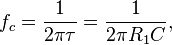 f_c = \frac{1}{2\pi\tau} = \frac{1}{2\pi R_1 C},